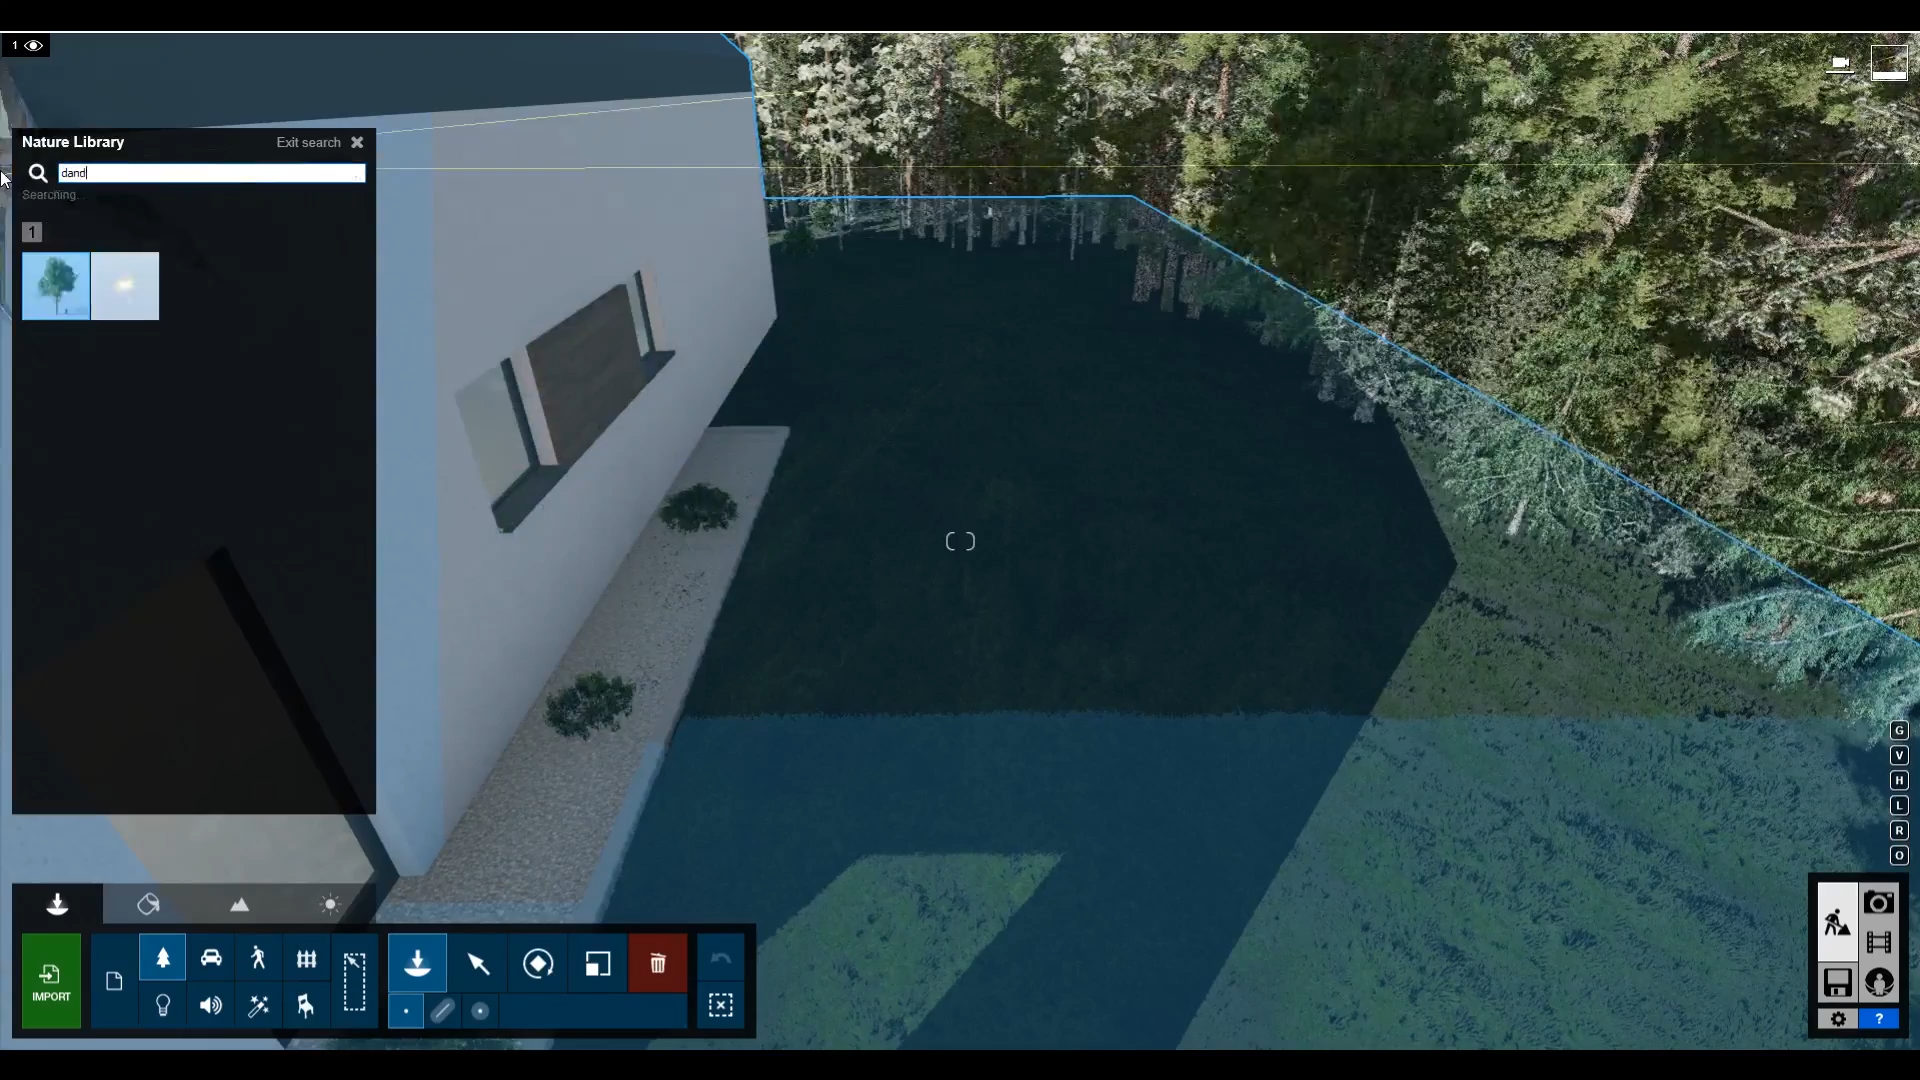 1
Nature Library Exit search
dand
Searching..
1
G
V
H
L
R
O
IMPORT
?